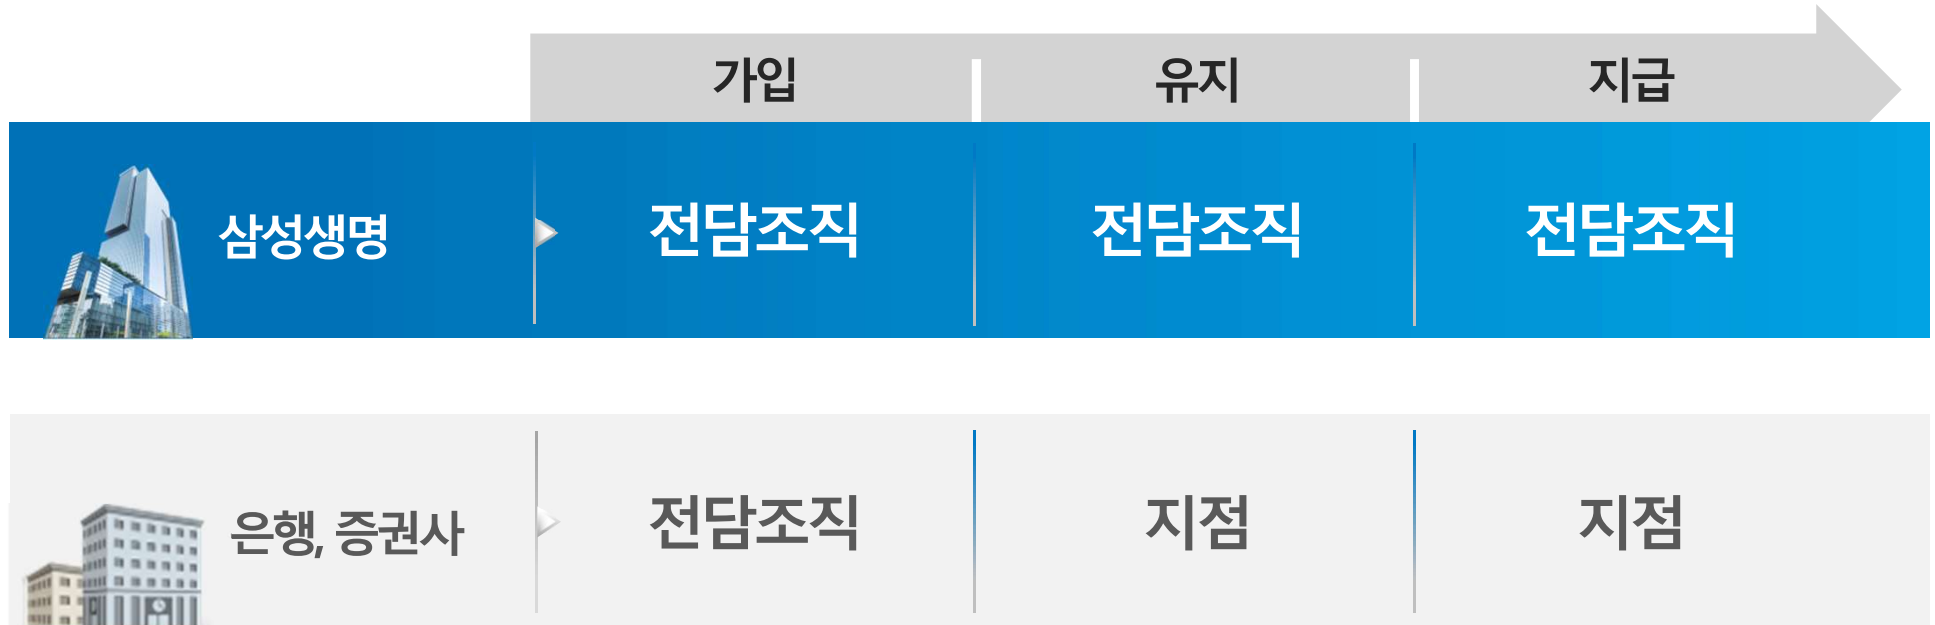 가입 유지 지급
삼성생명 전담조직 전담조직 전담조직
은행, 증권사 전담조직 지점 지점